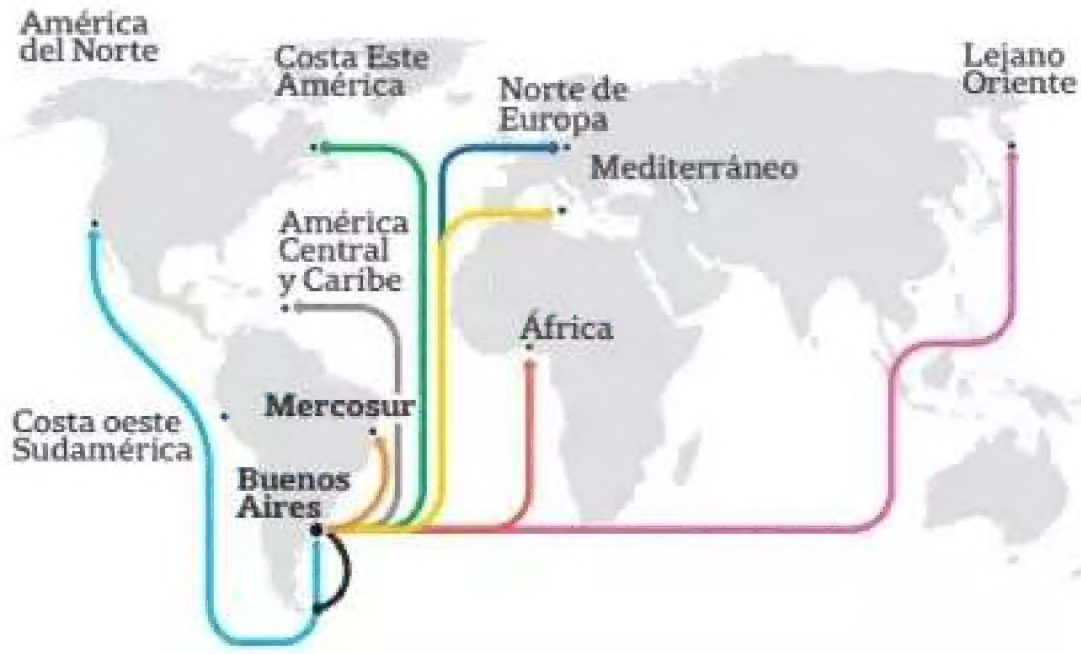 América
del Norte
Costa Este
América
Norte de
Europa
Lejano
Oriente
Mediterráneo
América
Central
y Caribe
África
Mercosur
Costa oeste
Sudamérica
Buenos
Aires